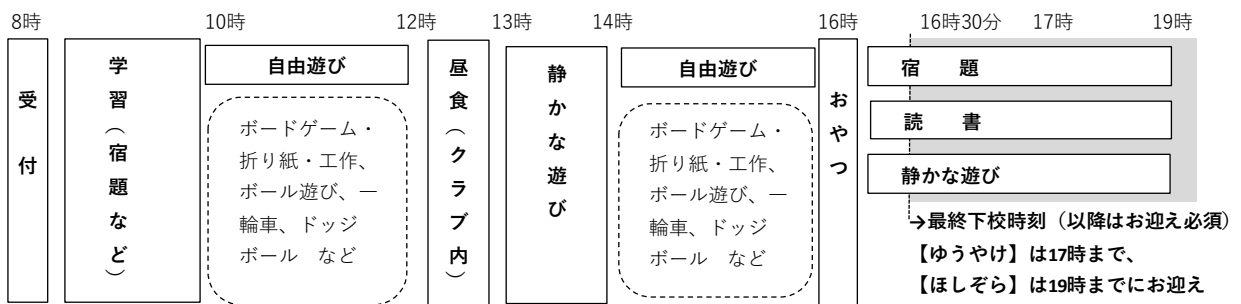 8時
10時
12時
13時
14時
16時
16時30分
17時
19時
受付
学習（宿題など）
自由遊び
ボードゲーム・
折り紙・工作、
ボール遊び、一
輪車、ドッジ
ボール　など
昼食（クラブ内）
静かな遊び
自由遊び
ボードゲーム・
折り紙・工作、
ボール遊び、一
輪車、ドッジ
ボール　など
おやつ
宿　題
読　書
静かな遊び
→最終下校時刻（以降はお迎え必須）
【ゆうやけ】は17時まで、
【ほしぞら】は19時までにお迎え